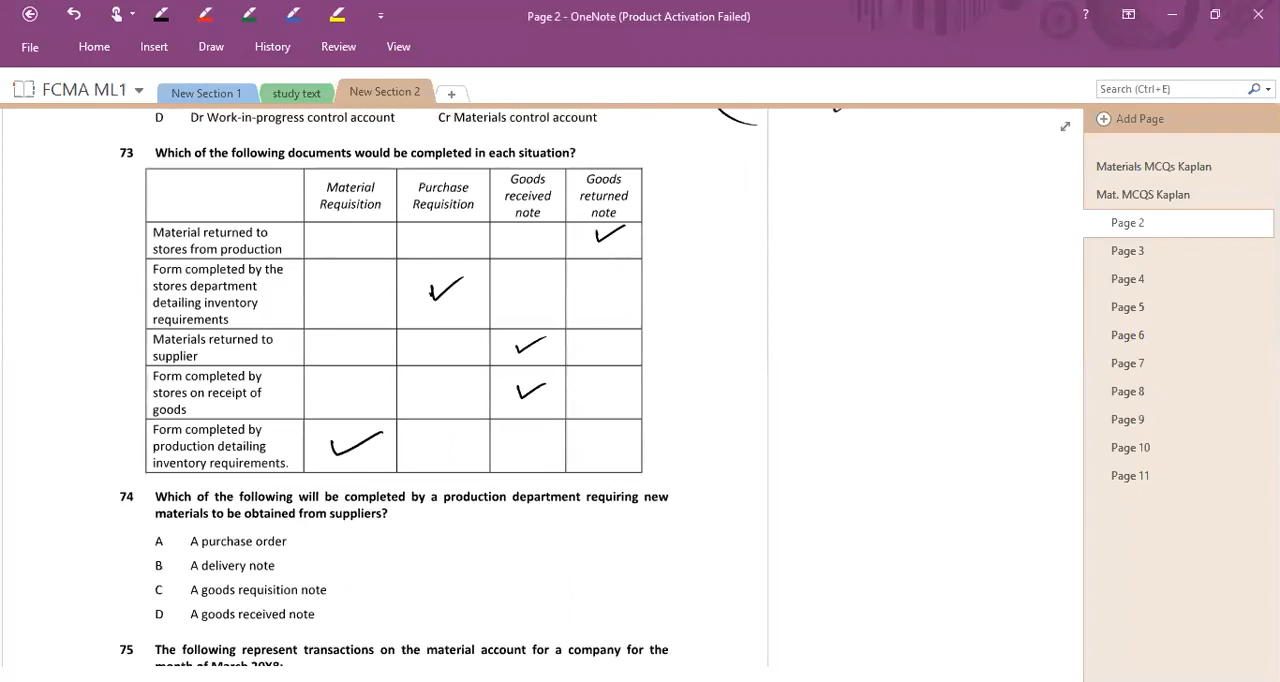 Page 2 - OneNote (Product Activation Failed)
?
File
Home
Insert
Draw
History
Review
View
FCMA ML1
New Section 1
study text
New Section 2
+
Search (Ctrl+E)
D Dr Work-in-progress control account Cr Materials control account
73 Which of the following documents would be completed in each situation?
Material Requisition
Purchase Requisition
Goods received note
Goods returned note
Material returned to
stores from production
Form completed by the
stores department
detailing inventory
requirements
Materials returned to
supplier
Form completed by
stores on receipt of
goods
Form completed by
production detailing
inventory requirements.
74 Which of the following will be completed by a production department requiring new
materials to be obtained from suppliers?
A A purchase order
B A delivery note
C A goods requisition note
D A goods received note
75 The following represent transactions on the material account for a company for the
month of March 20X8:
Add Page
Materials MCQs Kaplan
Mat. MCQS Kaplan
Page 2
Page 3
Page 4
Page 5
Page 6
Page 7
Page 8
Page 9
Page 10
Page 11